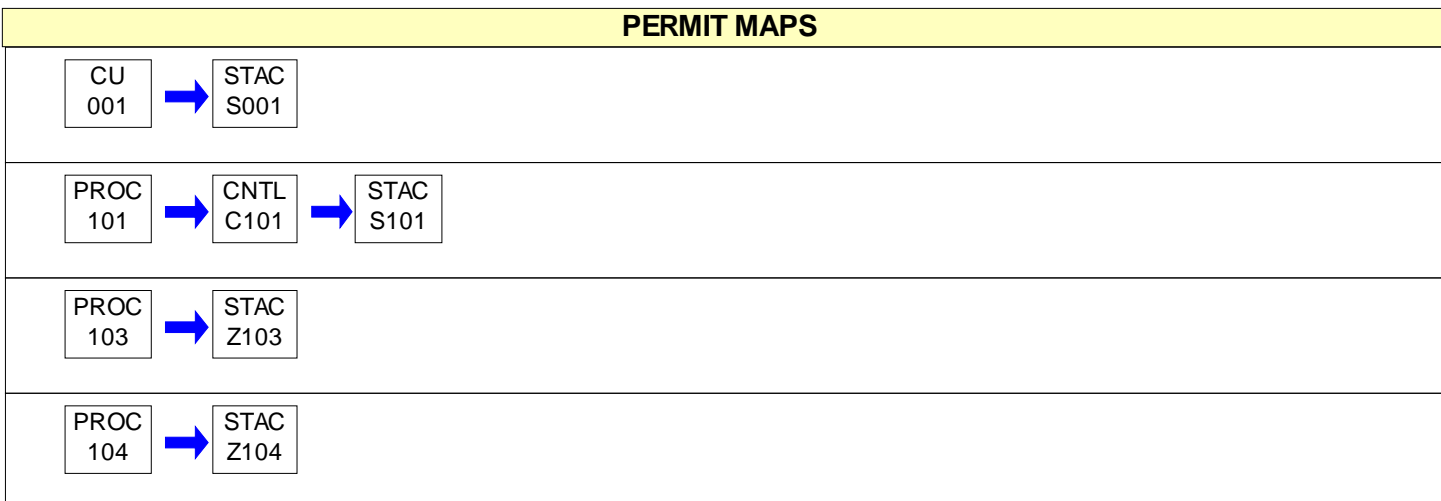 PERMIT MAPS
CU
001
STAC
S001
PROC
101
CNTL
C101
STAC
S101
PROC
103
STAC
Z103
PROC
104
STAC
Z104